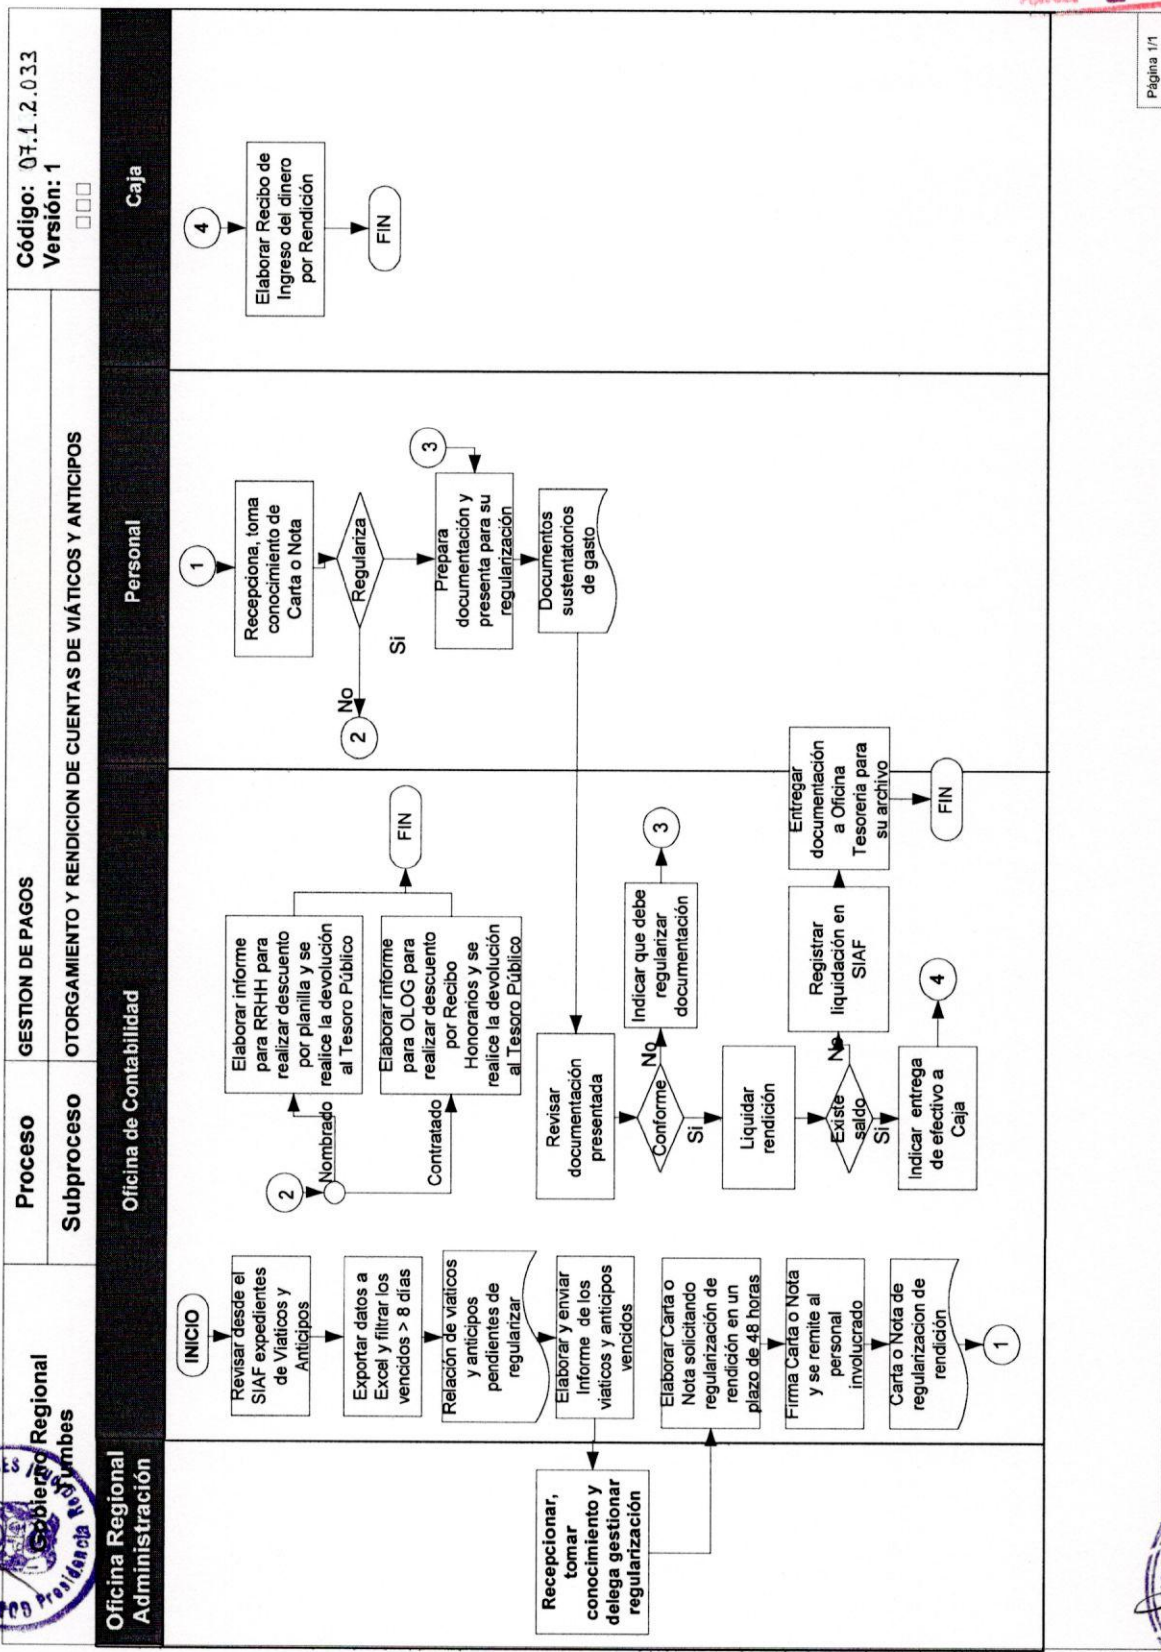 Gobierno Regional
Tumbes
Proceso
GESTION DE PAGOS
Código: 07.1.2.033
Versión: 1
Subproceso
OTORGAMIENTO Y RENDICION DE CUENTAS DE VIÁTICOS Y ANTICIPOS
Oficina Regional
Administración
Oficina de Contabilidad
Personal
Caja
Recepcionar,
tomar
conocimiento y
delega gestionar
regularización
INICIO
Revisar desde el
SIAF expedientes
de Viaticos y
Anticipos
Exportar datos a
Excel y filtrar los
vencidos > 8 días
Relación de viaticos
y anticipos
pendientes de
regularizar
Elaborar y enviar
Informe de los
viaticos y anticipos
vencidos
Elaborar Carta o
Nota solicitando
regularización de
rendición en un
plazo de 48 horas
Firma Carta o Nota
y se remite al
personal
involucrado
Carta o Nota de
regularizacion de
rendición
1
2
Nombrado
Contratado
Elaborar informe
para RRHH para
realizar descuento
por planilla y se
realice la devolución
al Tesoro Público
Elaborar informe
para OLOG para
realizar descuento
por Recibo
Honorarios y se
realice la devolución
al Tesoro Público
FIN
Revisar
documentación
presentada
Conforme
No
Si
Indicar que debe
regularizar
documentación
3
Liquidar
rendición
Existe
saldo
No
Si
Registrar
liquidación en
SIAF
Entregar
documentación
a Oficina
Tesoreria para
su archivo
FIN
Indicar entrega
de efectivo a
Caja
4
1
Recepciona, toma
conocimiento de
Carta o Nota
Regulariza
No
2
Si
3
Prepara
documentación y
presenta para su
regularización
Documentos
sustentatorios
de gasto
4
Elaborar Recibo de
Ingreso del dinero
por Rendición
FIN
Página 1/1